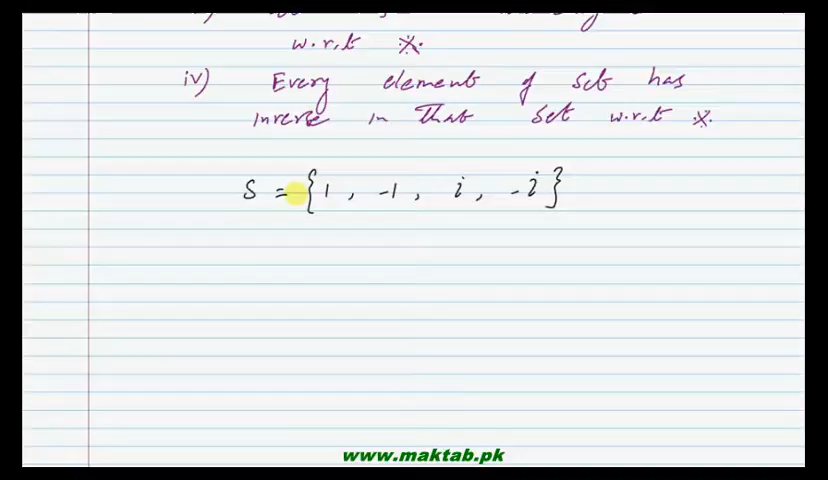 w.r.t ※.
iv) Every element of set has
inverse in that set w.r.t ※.
S = { 1 , -1 , i , -i }
www.maktab.pk